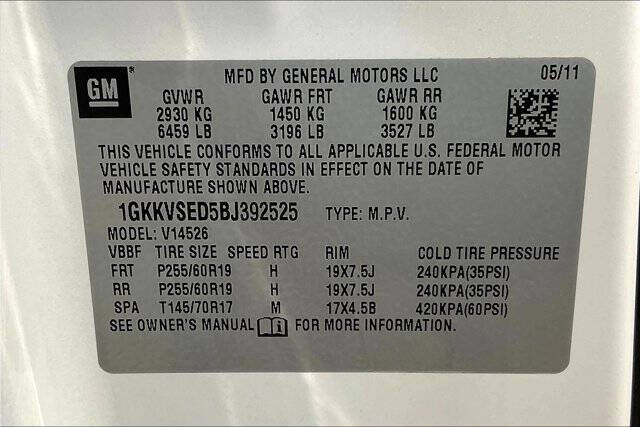 GM ® MFD BY GENERAL MOTORS LLC 05/11
GVWR GAWR FRT GAWR RR
2930 KG 1450 KG 1600 KG
6459 LB 3196 LB 3527 LB
THIS VEHICLE CONFORMS TO ALL APPLICABLE U.S. FEDERAL MOTOR
VEHICLE SAFETY STANDARDS IN EFFECT ON THE DATE OF
MANUFACTURE SHOWN ABOVE.
1GKKVSED5BJ392525 TYPE: M.P.V.
MODEL: V14526
VBBF TIRE SIZE SPEED RTG RIM COLD TIRE PRESSURE
FRT P255/60R19 H 19X7.5J 240KPA(35PSI)
RR P255/60R19 H 19X7.5J 240KPA(35PSI)
SPA T145/70R17 M 17X4.5B 420KPA(60PSI)
SEE OWNER'S MANUAL FOR MORE INFORMATION.